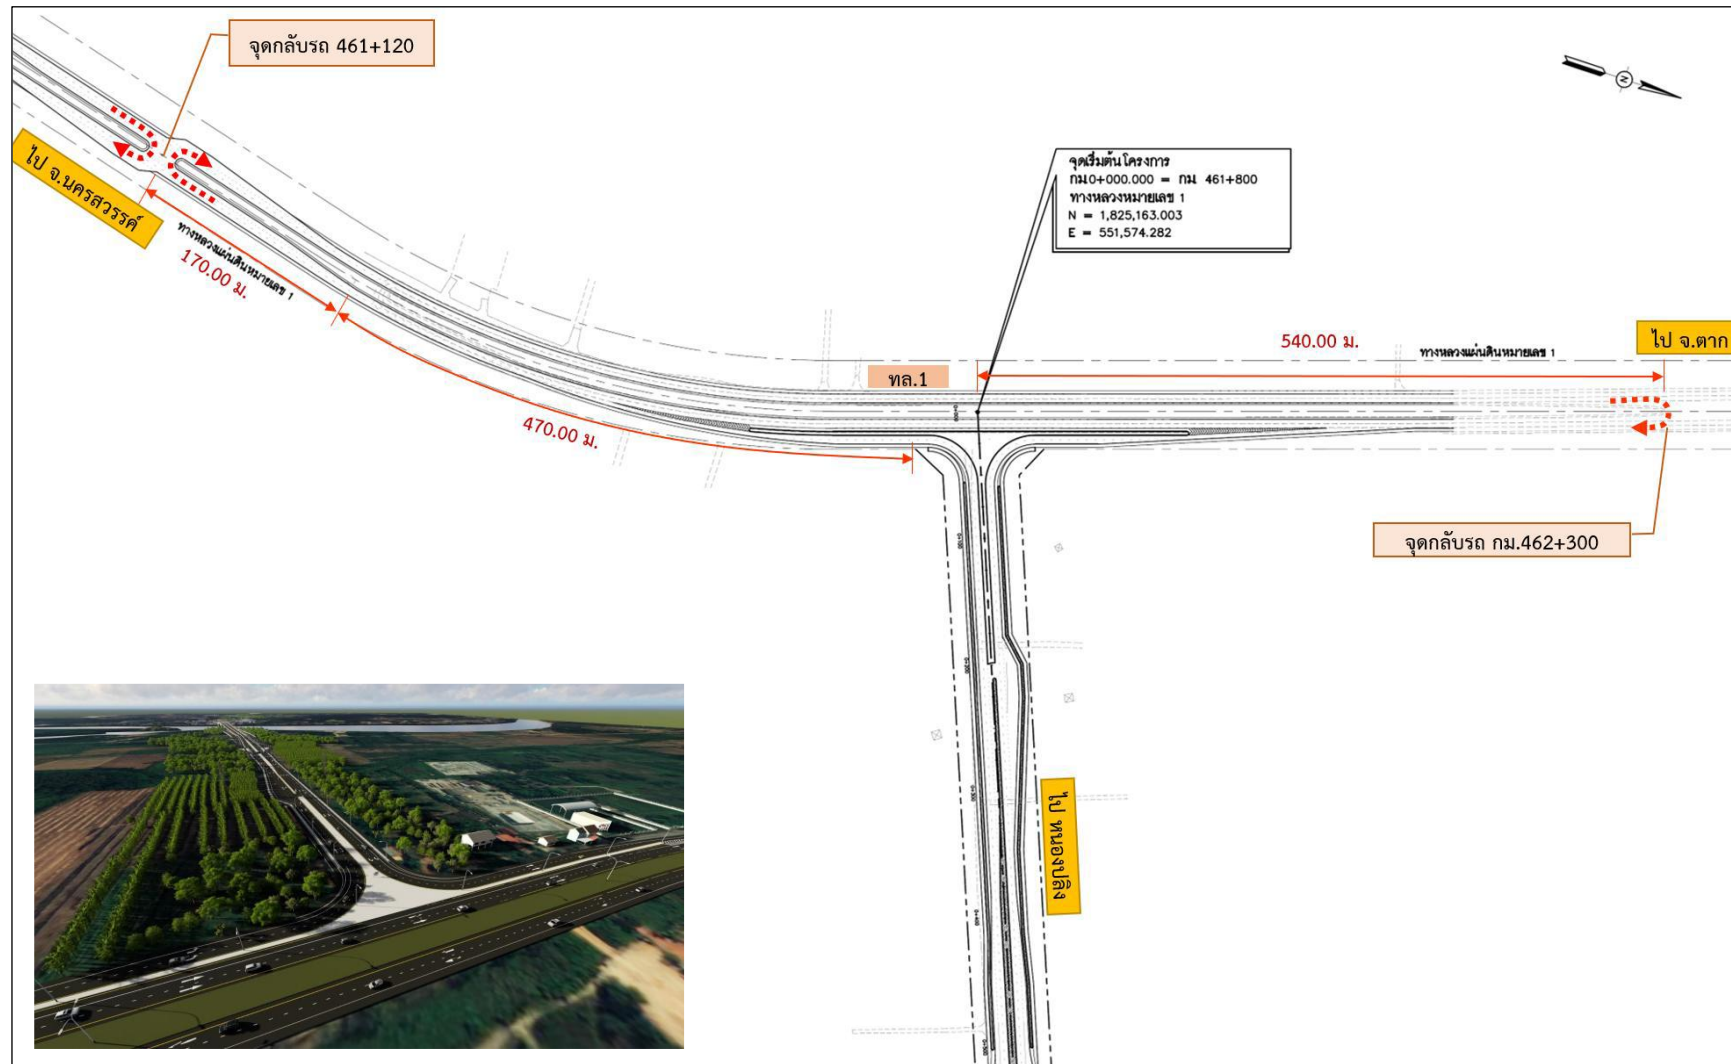 จุดกลับรถ 461+120
N
จุดเริ่มต้นโครงการ
กม.0+000.000 = กม. 461+800
ทางหลวงหมายเลข 1
N = 1,825,163.003
E = 551,574.282
ไป จ.นครสวรรค์
ทางหลวงแผ่นดินหมายเลข 1
170.00 ม.
470.00 ม.
ทล.1
540.00 ม.
ทางหลวงแผ่นดินหมายเลข 1
ไป จ.ตาก
จุดกลับรถ กม.462+300
ไป หนองปลิง